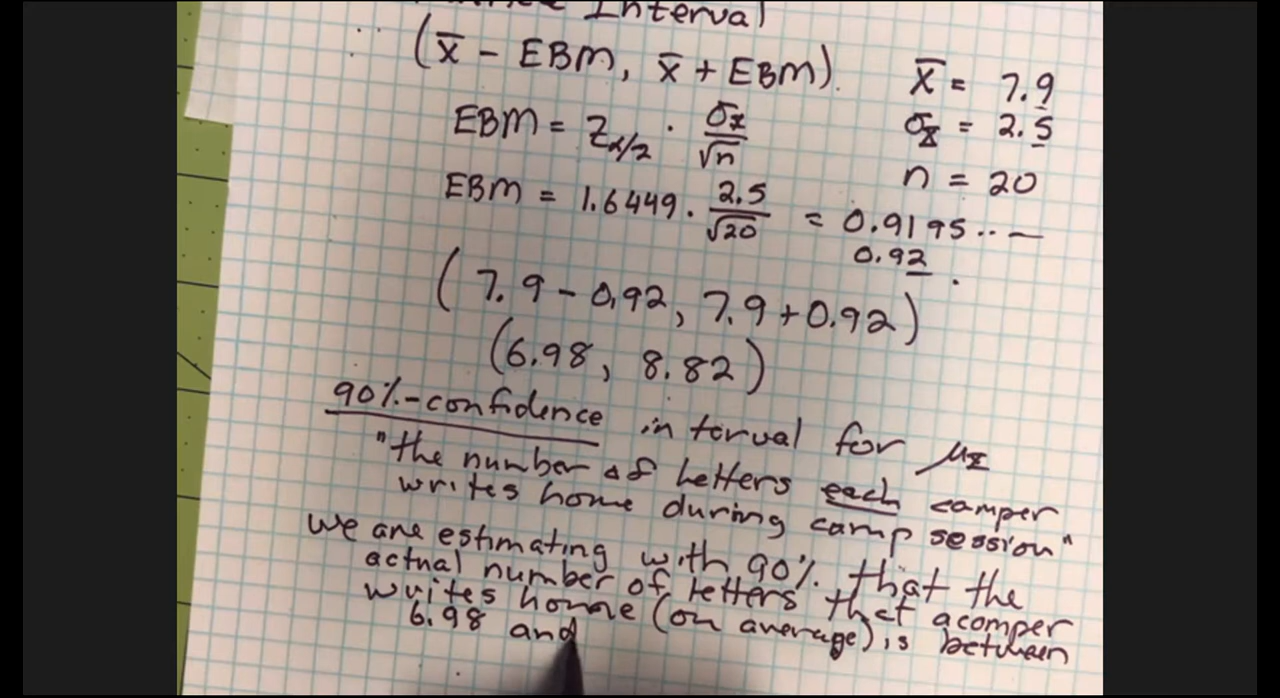 Interval
(x̄ − EBM, x̄ + EBM)
x̄ = 7.9
EBM = Zα/2 · σx/√n
σx = 2.5
n = 20
EBM = 1.6449 · 2.5/√20 = 0.9195..—
0.92
(7.9 − 0.92, 7.9 + 0.92)
(6.98, 8.82)
90%-confidence interval for μx
"the number of letters each camper
writes home during camp session"
We are estimating with 90% that the
actual number of letters that a camper
writes home (on average) is between
6.98 and